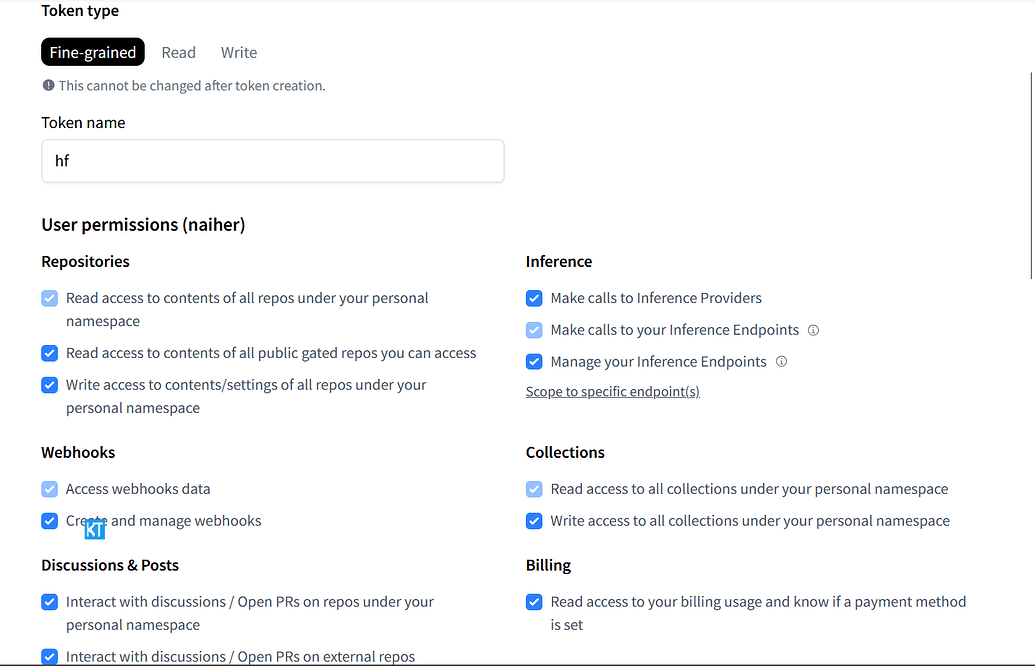 Token type
Fine-grained Read Write
This cannot be changed after token creation.
Token name
hf
User permissions (naiher)
Repositories
Read access to contents of all repos under your personal
namespace
Read access to contents of all public gated repos you can access
Write access to contents/settings of all repos under your
personal namespace
Inference
Make calls to Inference Providers
Make calls to your Inference Endpoints
Manage your Inference Endpoints
Scope to specific endpoint(s)
Webhooks
Access webhooks data
Create and manage webhooks
KT
Collections
Read access to all collections under your personal namespace
Write access to all collections under your personal namespace
Discussions & Posts
Interact with discussions / Open PRs on repos under your
personal namespace
Interact with discussions / Open PRs on external repos
Billing
Read access to your billing usage and know if a payment method
is set